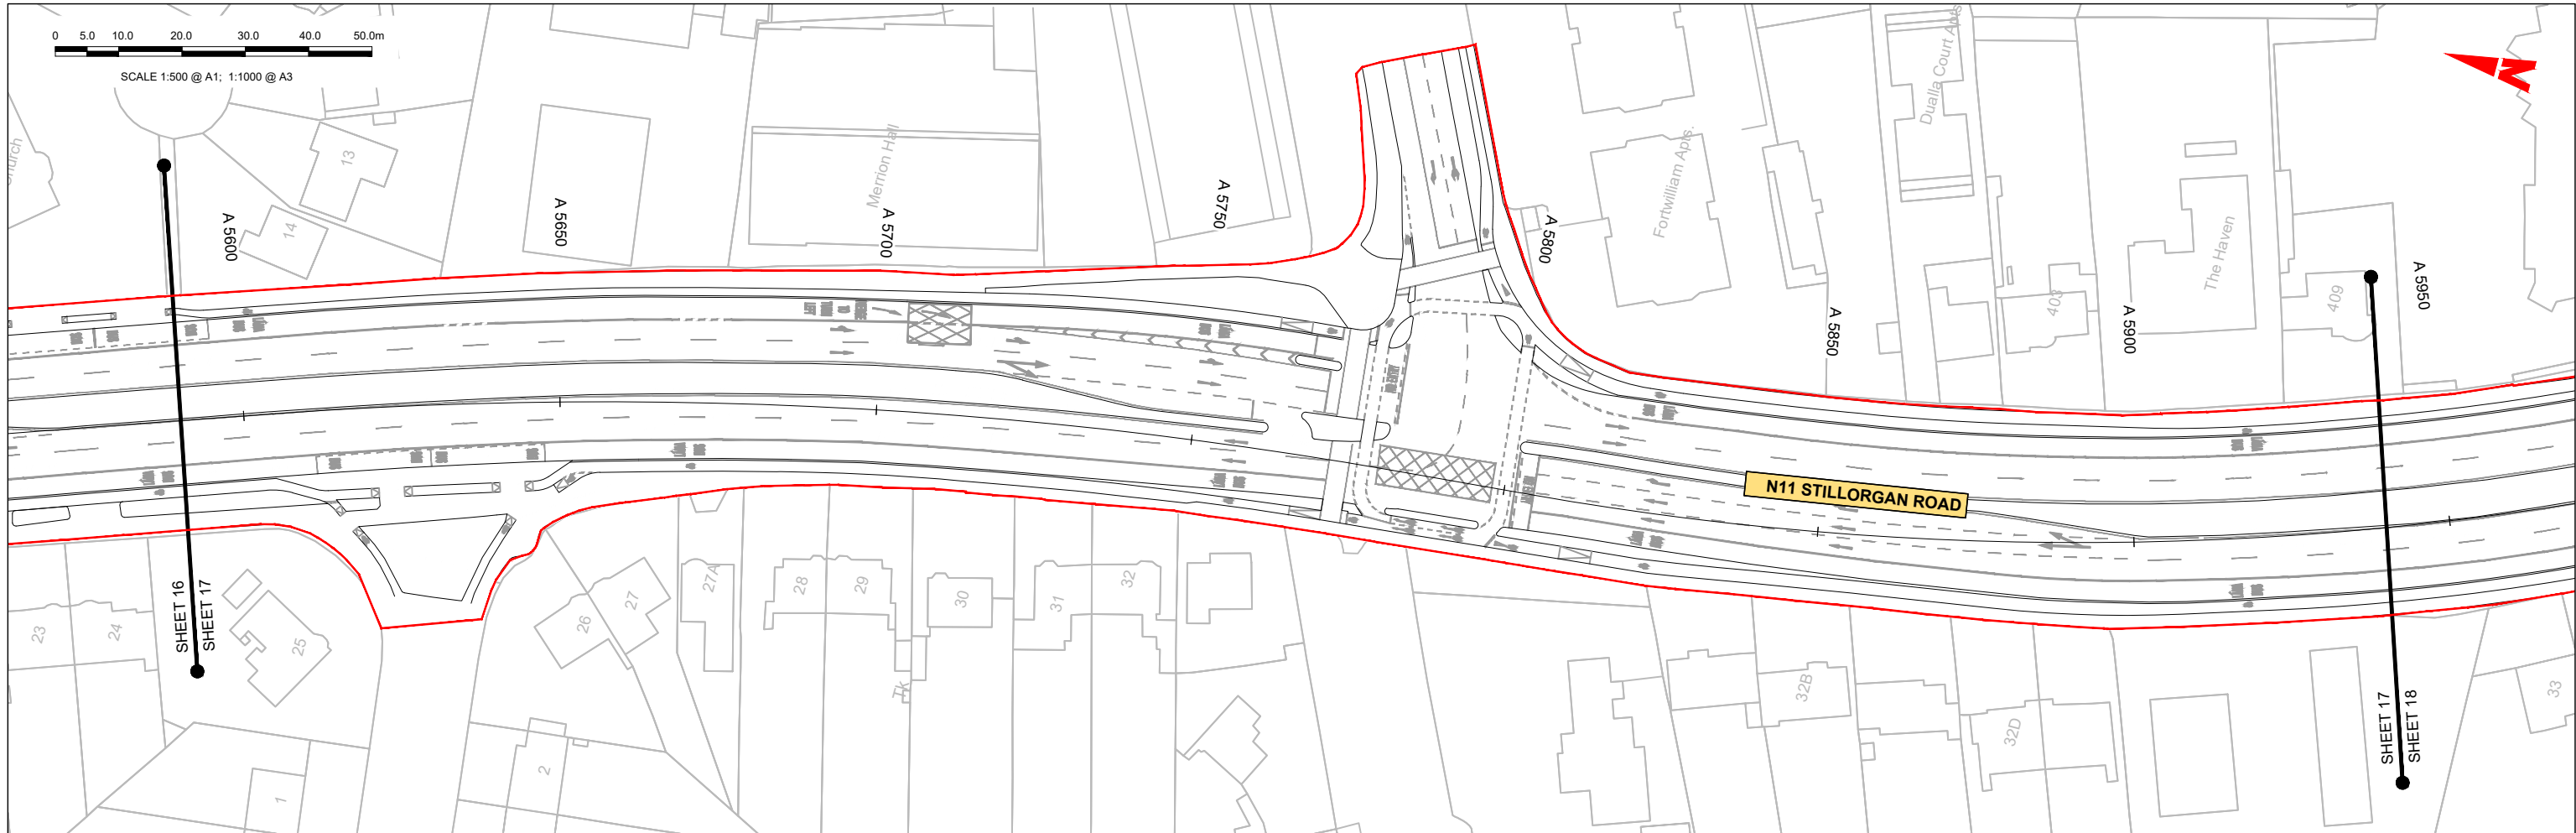 0 5.0 10.0 20.0 30.0 40.0 50.0m
SCALE 1:500 @ A1; 1:1000 @ A3
N
13
14
Merrion Hall
Fortwilliam Apts.
Dualla Court Apts
The Haven
403
409
A 5600
A 5650
A 5700
A 5750
A 5800
A 5850
A 5900
A 5950
N11 STILLORGAN ROAD
SHEET 16
SHEET 17
SHEET 17
SHEET 18
23
24
25
26
27
27A
28
29
30
31
32
Tk
1
2
32B
32D
33